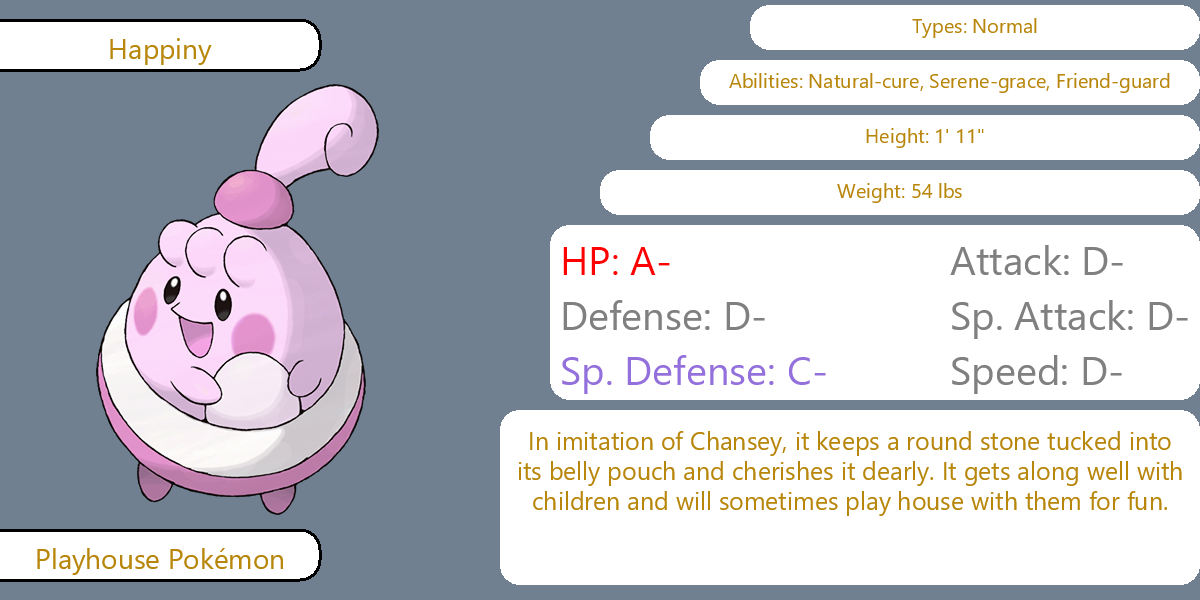 Happiny
Types: Normal
Abilities: Natural-cure, Serene-grace, Friend-guard
Height: 1' 11"
Weight: 54 lbs
HP: A-
Attack: D-
Defense: D-
Sp. Attack: D-
Sp. Defense: C-
Speed: D-
In imitation of Chansey, it keeps a round stone tucked into
its belly pouch and cherishes it dearly. It gets along well with
children and will sometimes play house with them for fun.
Playhouse Pokémon